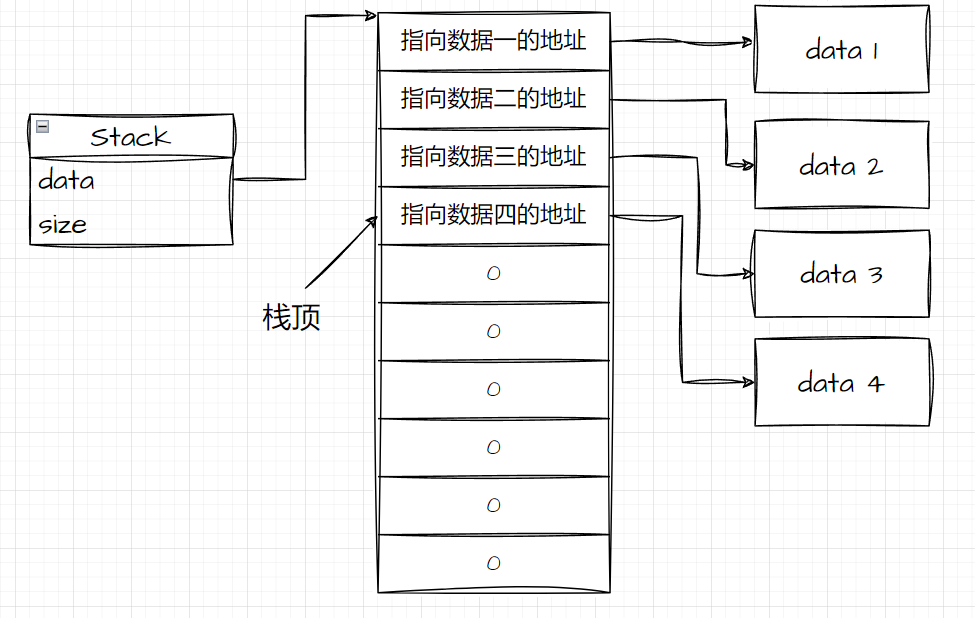 指向数据一的地址
data 1
指向数据二的地址
Stack
data
size
指向数据三的地址
data 2
指向数据四的地址
栈顶
0
data 3
0
0
data 4
0
0
0